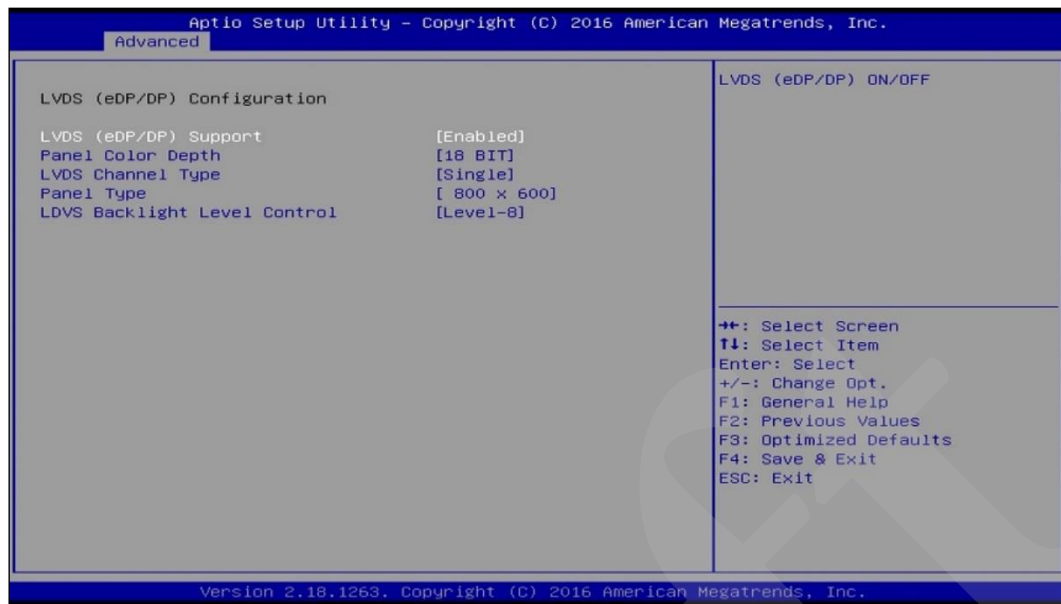 Aptio Setup Utility – Copyright (C) 2016 American Megatrends, Inc.
Advanced
LVDS (eDP/DP) Configuration
LVDS (eDP/DP) Support [Enabled]
Panel Color Depth [18 BIT]
LVDS Channel Type [Single]
Panel Type [ 800 x 600]
LDVS Backlight Level Control [Level-8]
LVDS (eDP/DP) ON/OFF
→←: Select Screen
↑↓: Select Item
Enter: Select
+/-: Change Opt.
F1: General Help
F2: Previous Values
F3: Optimized Defaults
F4: Save & Exit
ESC: Exit
Version 2.18.1263. Copyright (C) 2016 American Megatrends, Inc.